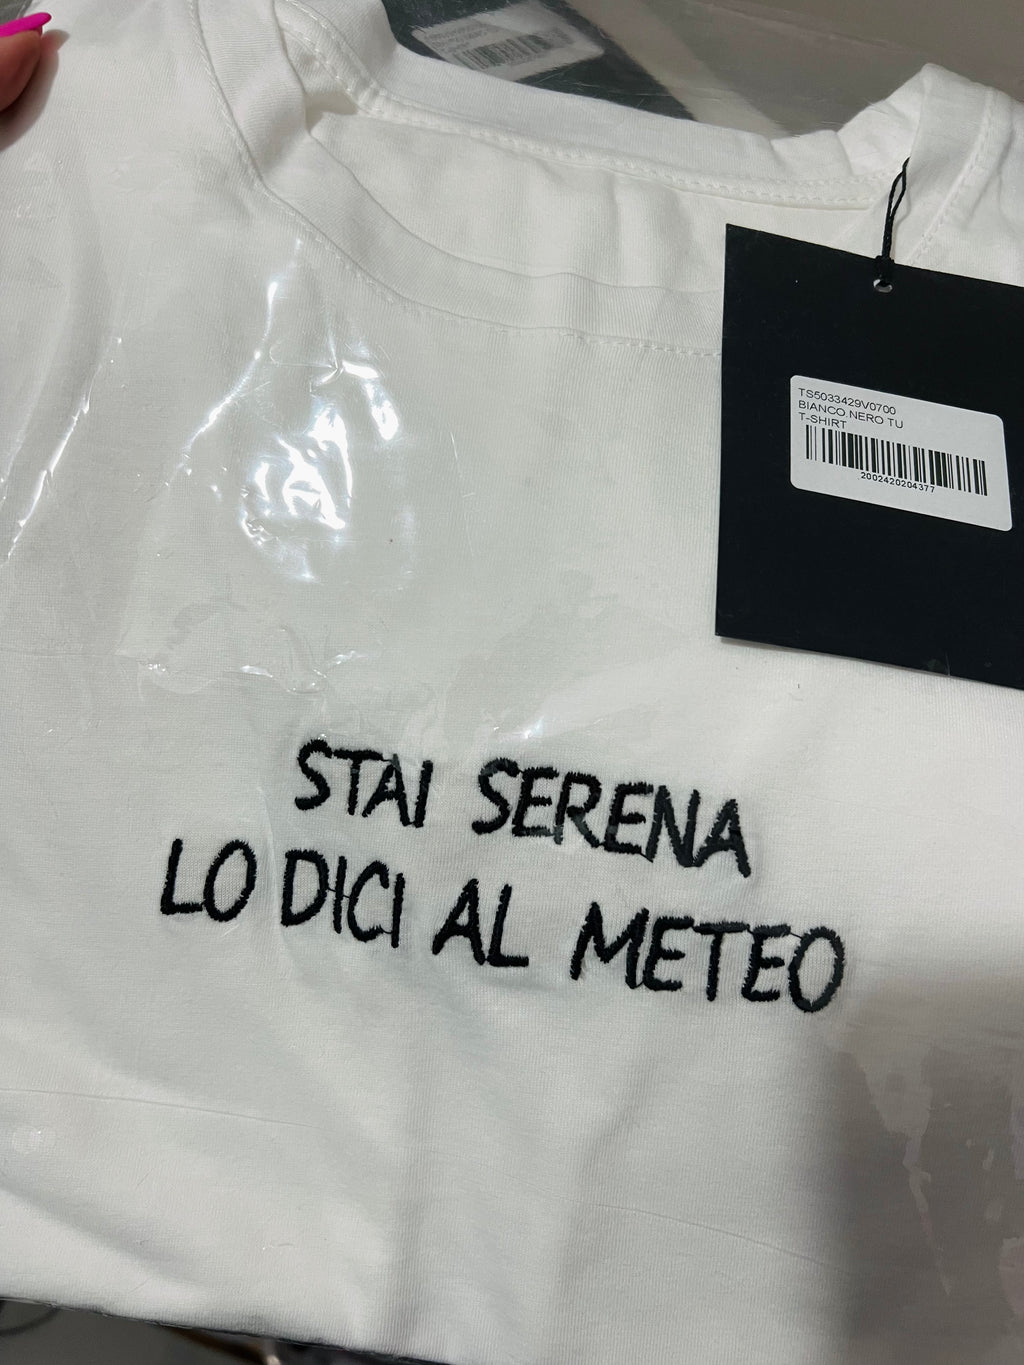 TS5033429V0700
BIANCO.NERO TU
T-SHIRT
2002420204377
STAI SERENA
LO DICI AL METEO